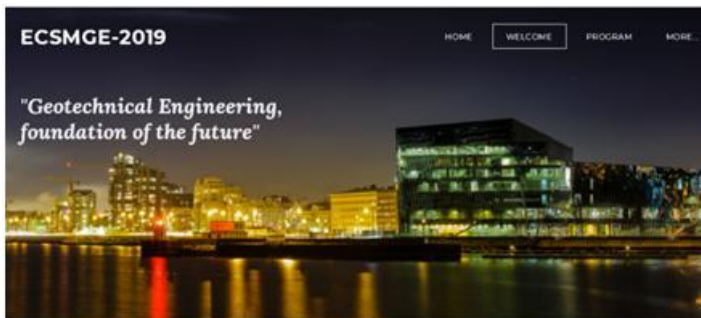 ECSMGE-2019
HOME WELCOME PROGRAM MORE...
"Geotechnical Engineering,
foundation of the future"